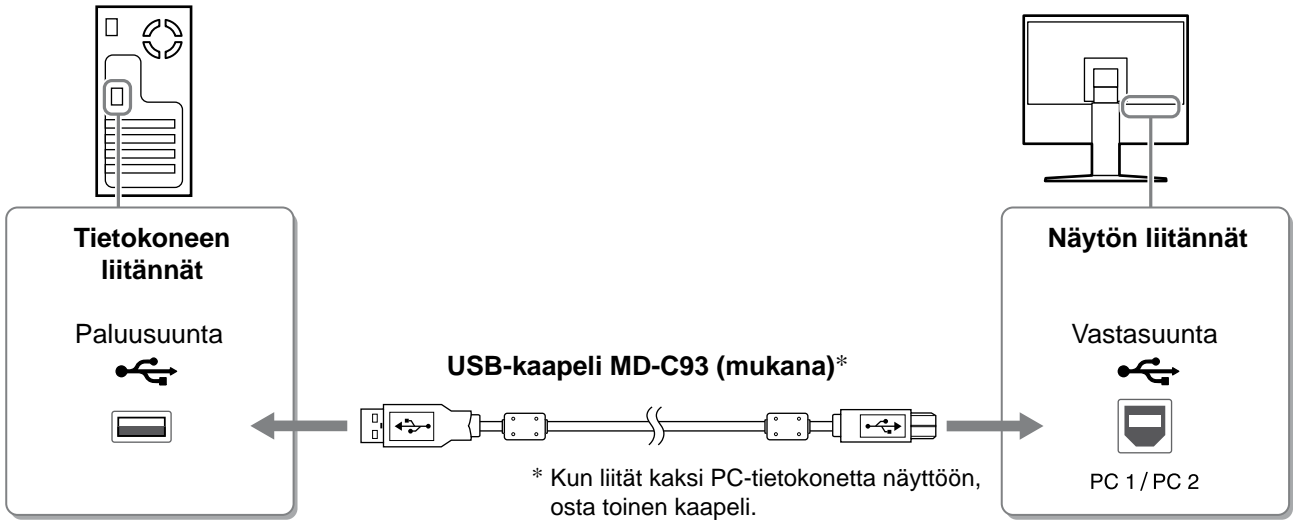 Tietokoneen
liitännät
Paluusuunta
USB-kaapeli MD-C93 (mukana)*
* Kun liität kaksi PC-tietokonetta näyttöön,
osta toinen kaapeli.
Näytön liitännät
Vastasuunta
PC 1 / PC 2